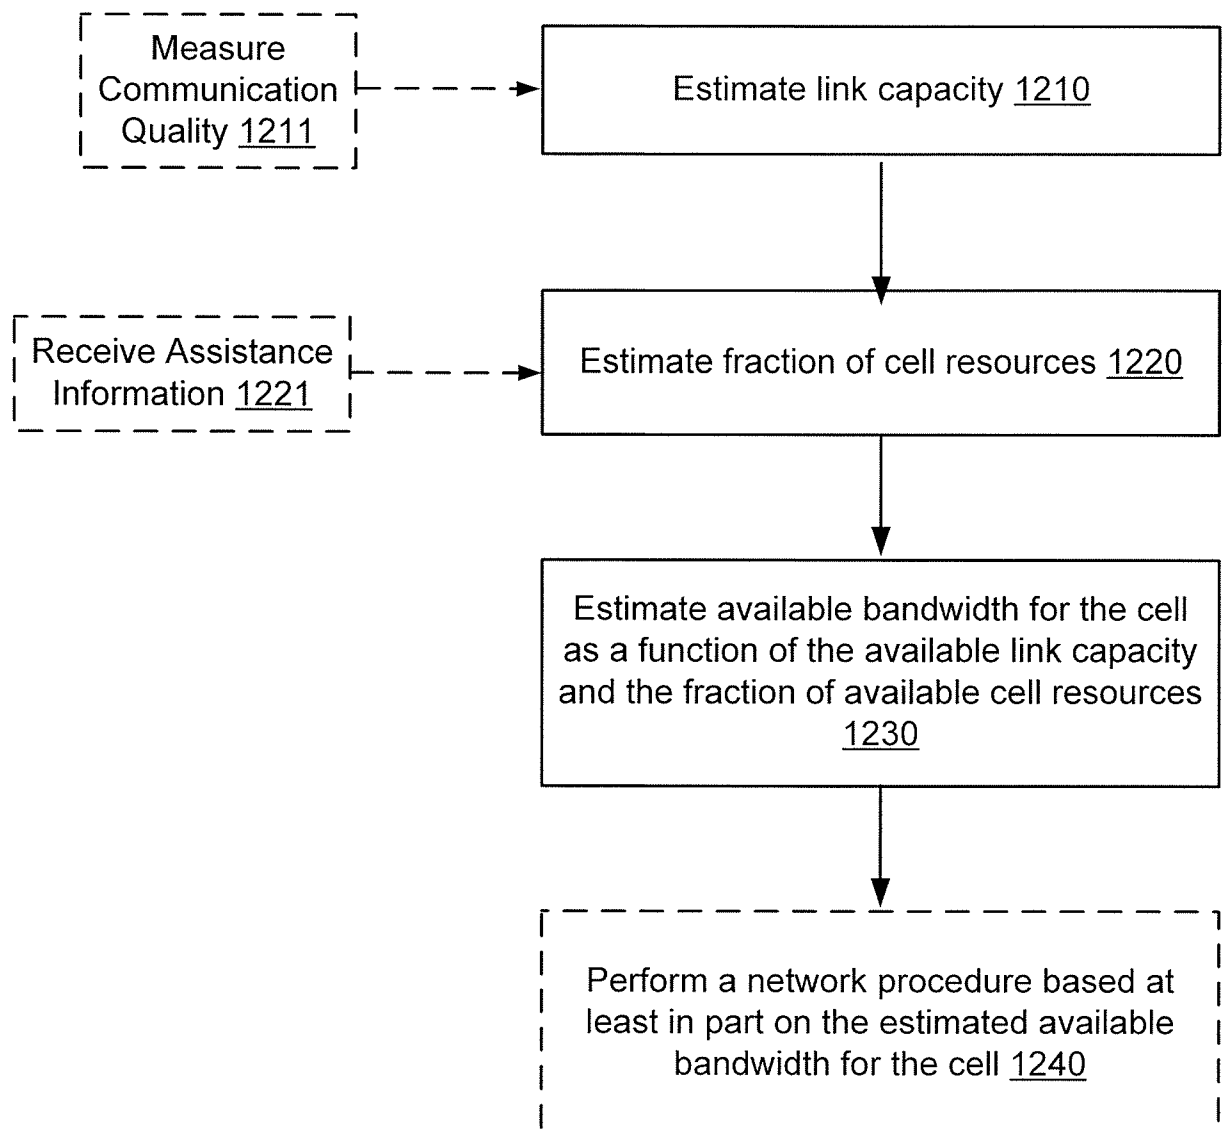 Measure
Communication
Quality 1211
Estimate link capacity 1210
Receive Assistance
Information 1221
Estimate fraction of cell resources 1220
Estimate available bandwidth for the cell
as a function of the available link capacity
and the fraction of available cell resources
1230
Perform a network procedure based at
least in part on the estimated available
bandwidth for the cell 1240